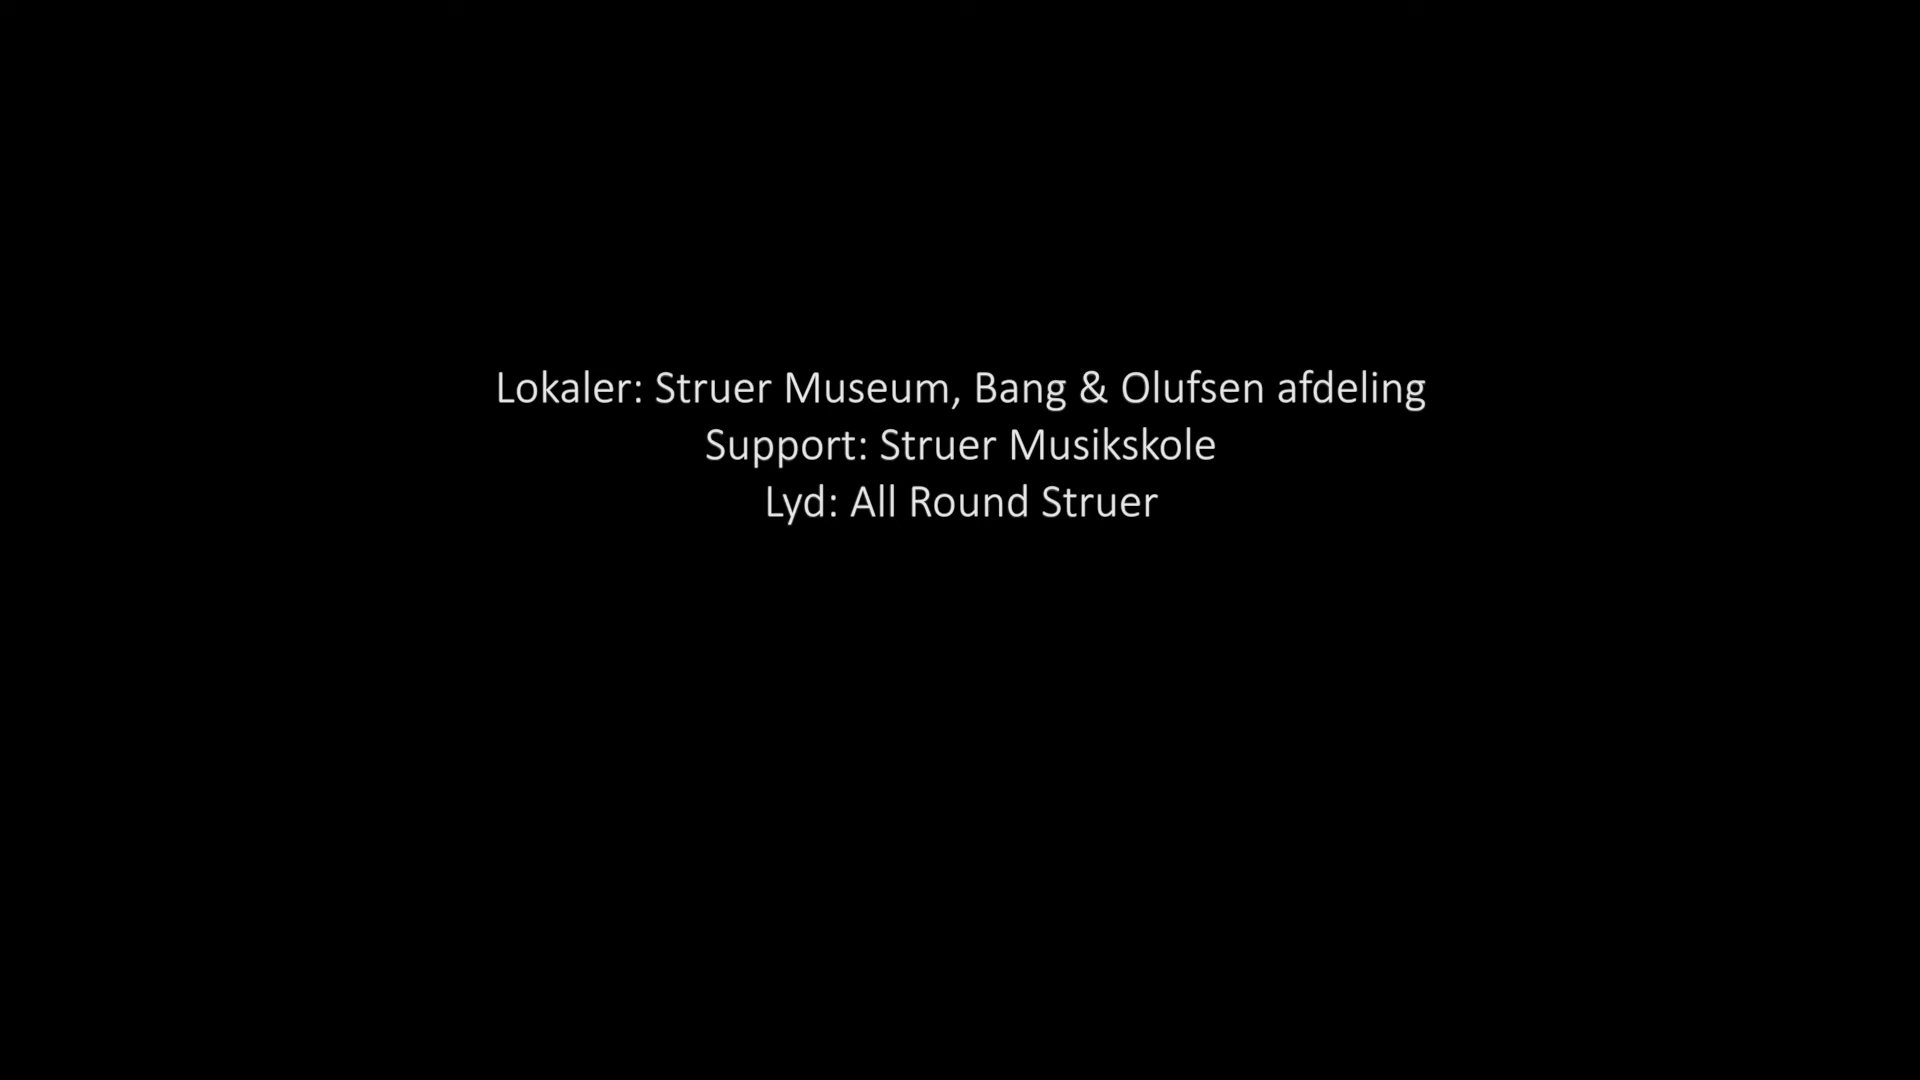 Lokaler: Struer Museum, Bang & Olufsen afdeling
Support: Struer Musikskole
Lyd: All Round Struer